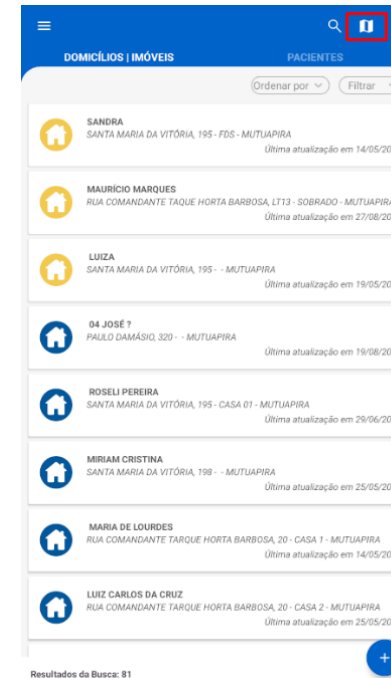 DOMICÍLIOS | IMÓVEIS PACIENTES
Ordenar por Filtrar
SANDRA
SANTA MARIA DA VITÓRIA, 195 - FDS - MUTUAPIRA
Última atualização em 14/05/20
MAURÍCIO MARQUES
RUA COMANDANTE TAQUE HORTA BARBOSA, LT13 - SOBRADO - MUTUAPIRA
Última atualização em 27/08/20
LUIZA
SANTA MARIA DA VITÓRIA, 195 - - MUTUAPIRA
Última atualização em 19/05/20
04 JOSÉ ?
PAULO DAMÁSIO, 320 - - MUTUAPIRA
Última atualização em 19/08/20
ROSELI PEREIRA
SANTA MARIA DA VITÓRIA, 195 - CASA 01 - MUTUAPIRA
Última atualização em 29/06/20
MIRIAM CRISTINA
SANTA MARIA DA VITÓRIA, 198 - - MUTUAPIRA
Última atualização em 25/05/20
MARIA DE LOURDES
RUA COMANDANTE TARQUE HORTA BARBOSA, 20 - CASA 1 - MUTUAPIRA
Última atualização em 14/05/20
LUIZ CARLOS DA CRUZ
RUA COMANDANTE TARQUE HORTA BARBOSA, 20 - CASA 2 - MUTUAPIRA
Última atualização em 25/05/20
Resultados da Busca: 81